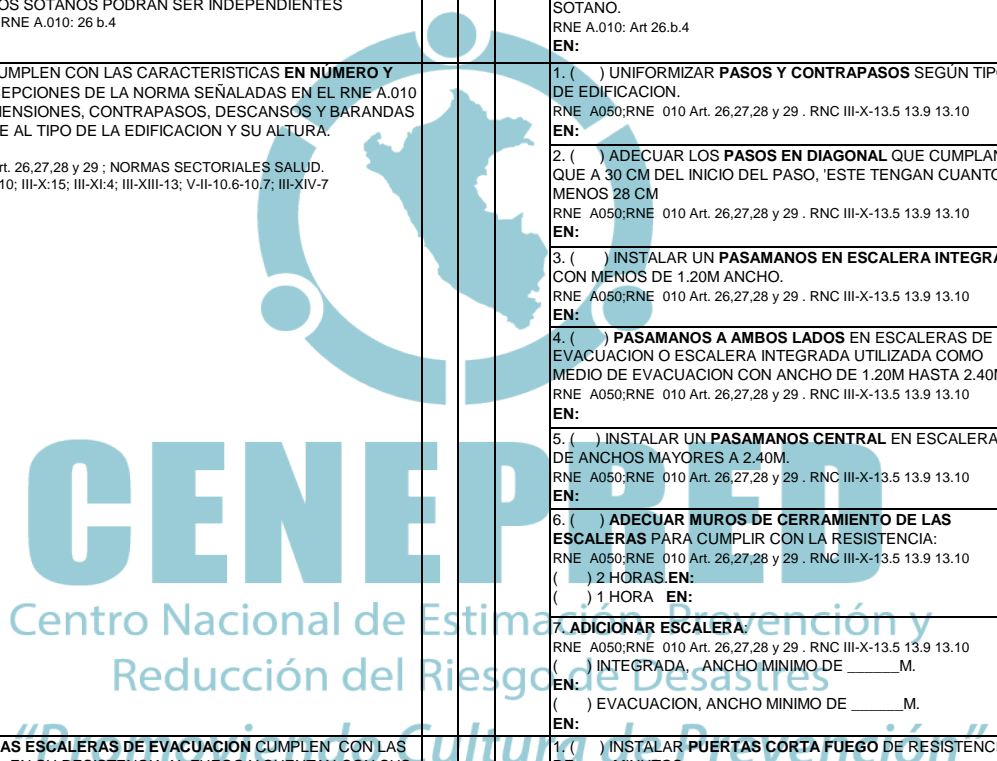 OS SOTANOS PODRAN SER INDEPENDIENTES
RNE A.010: 26 b.4
UMPLEN CON LAS CARACTERISTICAS EN NÚMERO Y
EPCIONES DE LA NORMA SEÑALADAS EN EL RNE A.010
MENSIONES, CONTRAPASOS, DESCANSOS Y BARANDAS
E AL TIPO DE LA EDIFICACION Y SU ALTURA.
rt. 26,27,28 y 29 ; NORMAS SECTORIALES SALUD.
10; III-X:15; III-XI:4; III-XIII-13; V-II-10.6-10.7; III-XIV-7
AS ESCALERAS DE EVACUACION CUMPLEN CON LAS
SOTANO.
RNE A.010: Art 26.b.4
EN:
1. ( ) UNIFORMIZAR PASOS Y CONTRAPASOS SEGÚN TIPO
DE EDIFICACION.
RNE A050;RNE 010 Art. 26,27,28 y 29 . RNC III-X-13.5 13.9 13.10
EN:
2. ( ) ADECUAR LOS PASOS EN DIAGONAL QUE CUMPLAN
QUE A 30 CM DEL INICIO DEL PASO, 'ESTE TENGAN CUANTO
MENOS 28 CM
RNE A050;RNE 010 Art. 26,27,28 y 29 . RNC III-X-13.5 13.9 13.10
EN:
3. ( ) INSTALAR UN PASAMANOS EN ESCALERA INTEGRA
CON MENOS DE 1.20M ANCHO.
RNE A050;RNE 010 Art. 26,27,28 y 29 . RNC III-X-13.5 13.9 13.10
EN:
4. ( ) PASAMANOS A AMBOS LADOS EN ESCALERAS DE
EVACUACION O ESCALERA INTEGRADA UTILIZADA COMO
MEDIO DE EVACUACION CON ANCHO DE 1.20M HASTA 2.40M
RNE A050;RNE 010 Art. 26,27,28 y 29 . RNC III-X-13.5 13.9 13.10
EN:
5. ( ) INSTALAR UN PASAMANOS CENTRAL EN ESCALERA
DE ANCHOS MAYORES A 2.40M.
RNE A050;RNE 010 Art. 26,27,28 y 29 . RNC III-X-13.5 13.9 13.10
EN:
6. ( ) ADECUAR MUROS DE CERRAMIENTO DE LAS
ESCALERAS PARA CUMPLIR CON LA RESISTENCIA:
RNE A050;RNE 010 Art. 26,27,28 y 29 . RNC III-X-13.5 13.9 13.10
( ) 2 HORAS.EN:
( ) 1 HORA EN:
7. ADICIONAR ESCALERA:
RNE A050;RNE 010 Art. 26,27,28 y 29 . RNC III-X-13.5 13.9 13.10
( ) INTEGRADA, ANCHO MINIMO DE ______M.
EN:
( ) EVACUACION, ANCHO MINIMO DE ______M.
EN:
1. ( ) INSTALAR PUERTAS CORTA FUEGO DE RESISTENCI
CENEPRED
Centro Nacional de Estimación, Prevención y
Reducción del Riesgo de Desastres
"Promoviendo Cultura de Prevención"